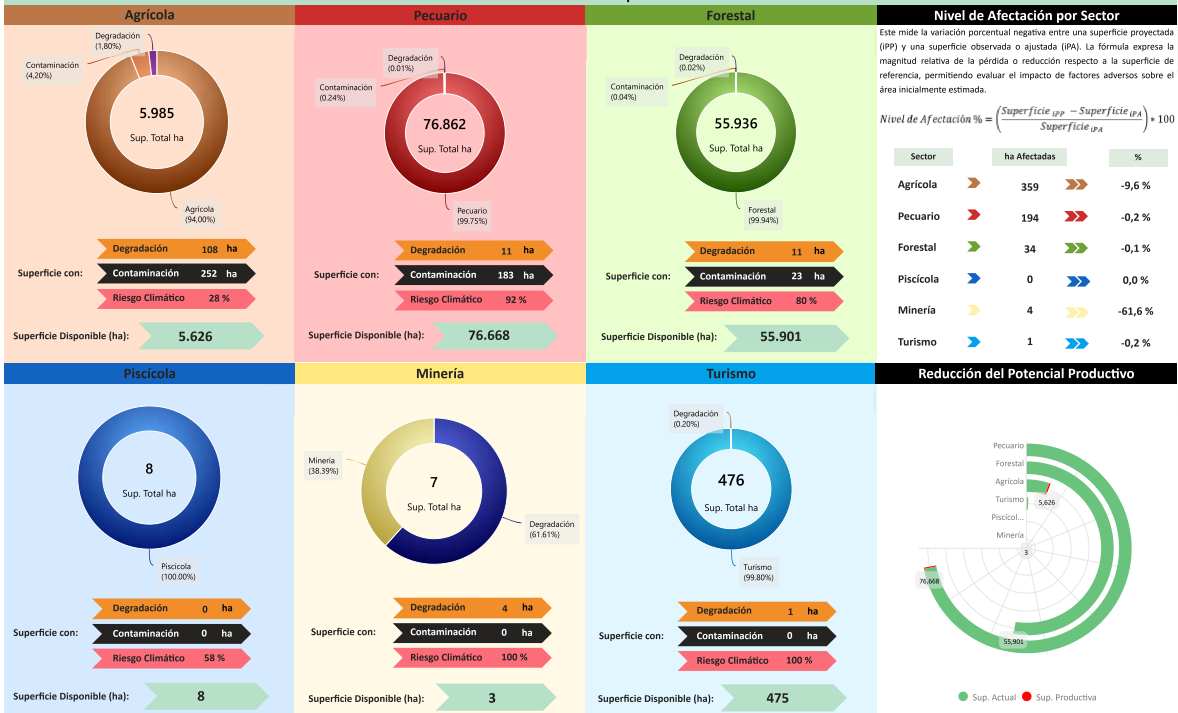 Agrícola
Degradación
(1,80%)
Contaminación
(4,20%)
5.985
Sup. Total ha
Agrícola
(94,00%)
Superficie con:
Degradación 108 ha
Contaminación 252 ha
Riesgo Climático 28 %
Superficie Disponible (ha): 5.626
Pecuario
Degradación
(0.01%)
Contaminación
(0.24%)
76.862
Sup. Total ha
Pecuario
(99.75%)
Superficie con:
Degradación 11 ha
Contaminación 183 ha
Riesgo Climático 92 %
Superficie Disponible (ha): 76.668
Forestal
Degradación
(0.02%)
Contaminación
(0.04%)
55.936
Sup. Total ha
Forestal
(99.94%)
Superficie con:
Degradación 11 ha
Contaminación 23 ha
Riesgo Climático 80 %
Superficie Disponible (ha): 55.901
Nivel de Afectación por Sector
Este mide la variación porcentual negativa entre una superficie proyectada
(iPP) y una superficie observada o ajustada (iPA). La fórmula expresa la
magnitud relativa de la pérdida o reducción respecto a la superficie de
referencia, permitiendo evaluar el impacto de factores adversos sobre el
área inicialmente estimada.
Nivel de Afectación % = (Superficie iPP − Superficie iPA / Superficie iPA) * 100
Sector ha Afectadas %
Agrícola 359 -9,6 %
Pecuario 194 -0,2 %
Forestal 34 -0,1 %
Piscícola 0 0,0 %
Minería 4 -61,6 %
Turismo 1 -0,2 %
Piscícola
8
Sup. Total ha
Piscícola
(100.00%)
Superficie con:
Degradación 0 ha
Contaminación 0 ha
Riesgo Climático 58 %
Superficie Disponible (ha): 8
Minería
Minería
(38.39%)
7
Sup. Total ha
Degradación
(61.61%)
Superficie con:
Degradación 4 ha
Contaminación 0 ha
Riesgo Climático 100 %
Superficie Disponible (ha): 3
Turismo
Degradación
(0.20%)
476
Sup. Total ha
Turismo
(99.80%)
Superficie con:
Degradación 1 ha
Contaminación 0 ha
Riesgo Climático 100 %
Superficie Disponible (ha): 475
Reducción del Potencial Productivo
Pecuario
Forestal
Agrícola
Turismo
Piscícol...
Minería
5,626
3
76,668
55,901
Sup. Actual Sup. Productiva